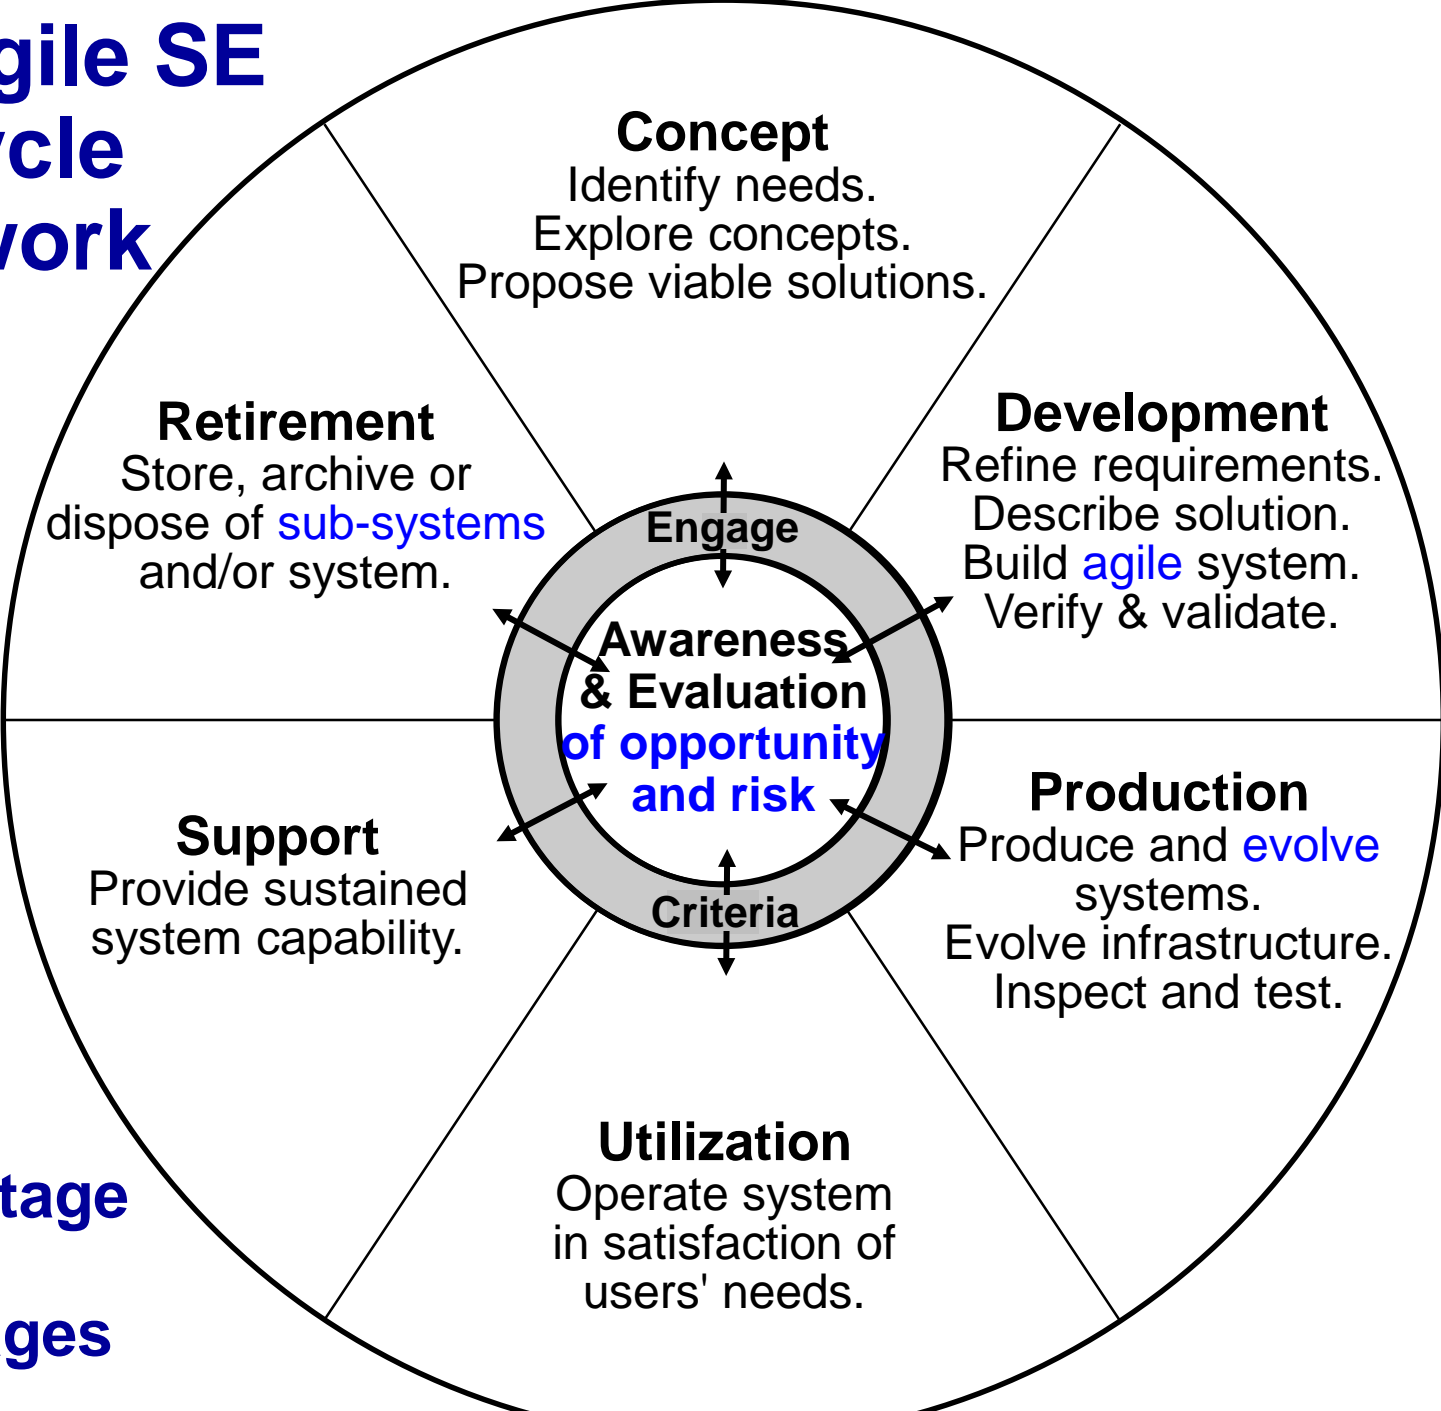 gile SE
cle
work
Concept
Identify needs.
Explore concepts.
Propose viable solutions.
Retirement
Store, archive or
dispose of sub-systems
and/or system.
Development
Refine requirements.
Describe solution.
Build agile system.
Verify & validate.
Engage
Awareness
& Evaluation
of opportunity
and risk
Criteria
Support
Provide sustained
system capability.
Production
Produce and evolve
systems.
Evolve infrastructure.
Inspect and test.
Utilization
Operate system
in satisfaction of
users' needs.
tage
ges